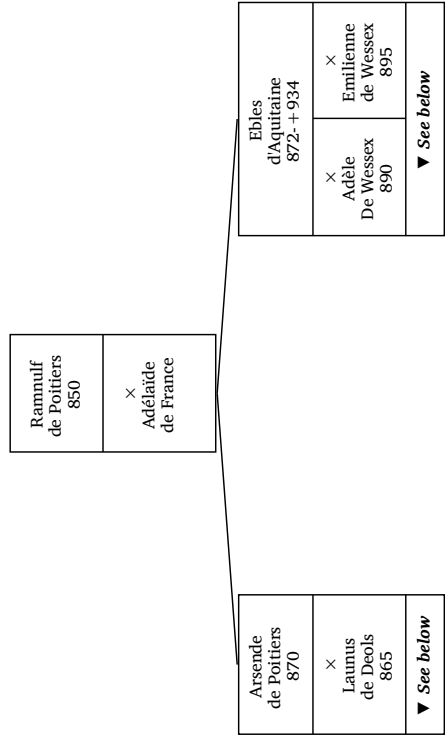 Ramnulf
de Poitiers
850
×
Adélaïde
de France
Arsende
de Poitiers
870
×
Launus
de Deols
865
▼ See below
Ebles
d'Aquitaine
872-+934
×
Adèle
De Wessex
890
×
Emilienne
de Wessex
895
▼ See below